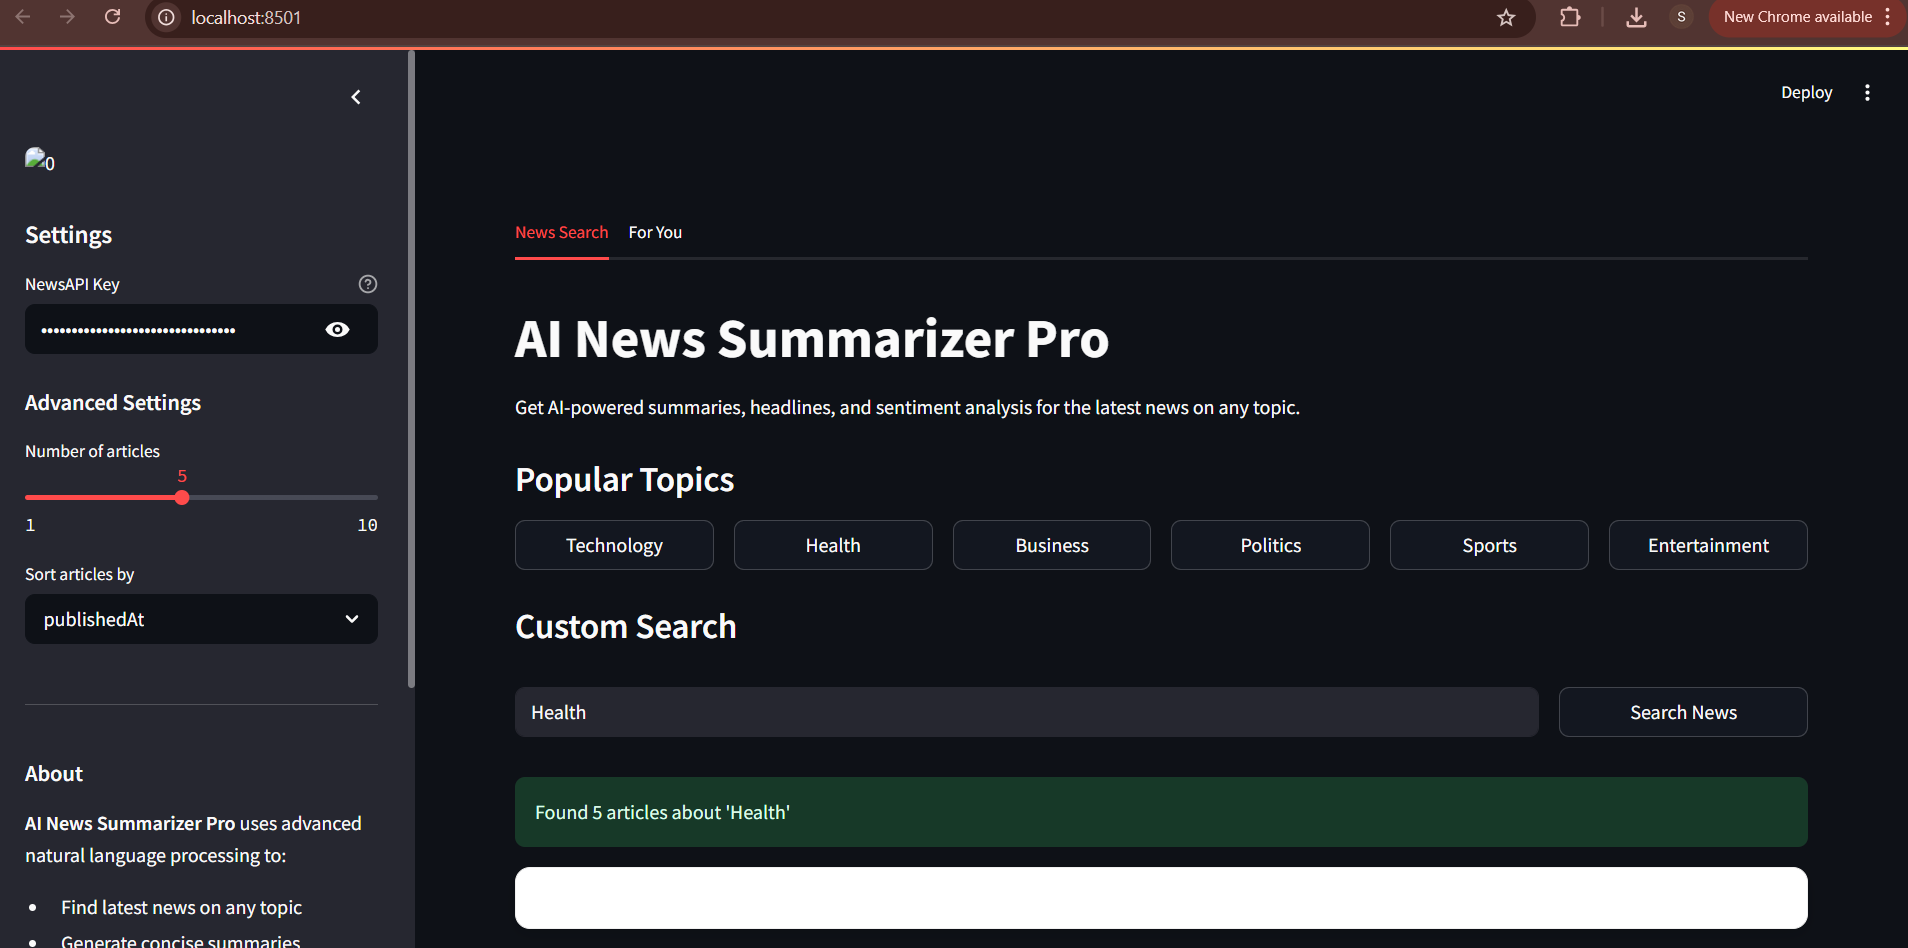 localhost:8501
S
New Chrome available
Deploy
0
Settings
NewsAPI Key
••••••••••••••••••••••••••••••••
Advanced Settings
Number of articles
5
1 10
Sort articles by
publishedAt
About
AI News Summarizer Pro uses advanced
natural language processing to:
• Find latest news on any topic
• Generate concise summaries
News Search For You
AI News Summarizer Pro
Get AI-powered summaries, headlines, and sentiment analysis for the latest news on any topic.
Popular Topics
Technology Health Business Politics Sports Entertainment
Custom Search
Health Search News
Found 5 articles about 'Health'